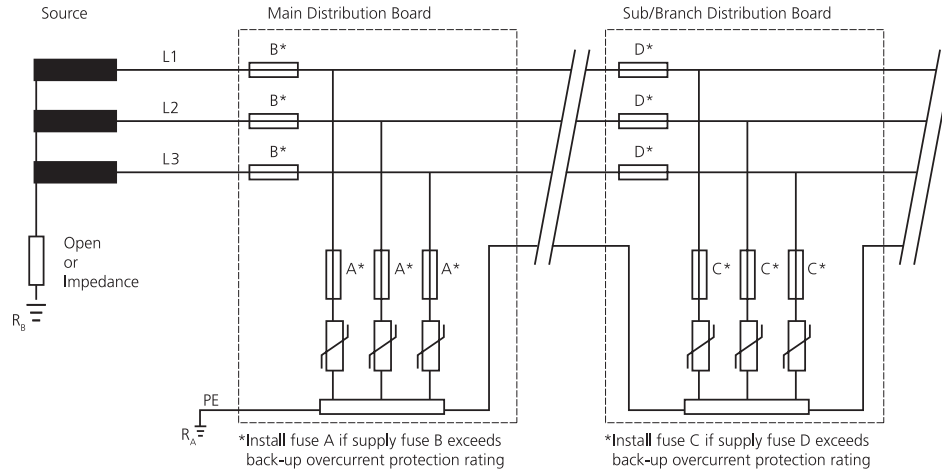 Source
Main Distribution Board
Sub/Branch Distribution Board
L1
B*
D*
L2
B*
D*
L3
B*
D*
Open
or
Impedance
A*
A*
A*
C*
C*
C*
RB
PE
RA
*Install fuse A if supply fuse B exceeds
back-up overcurrent protection rating
*Install fuse C if supply fuse D exceeds
back-up overcurrent protection rating